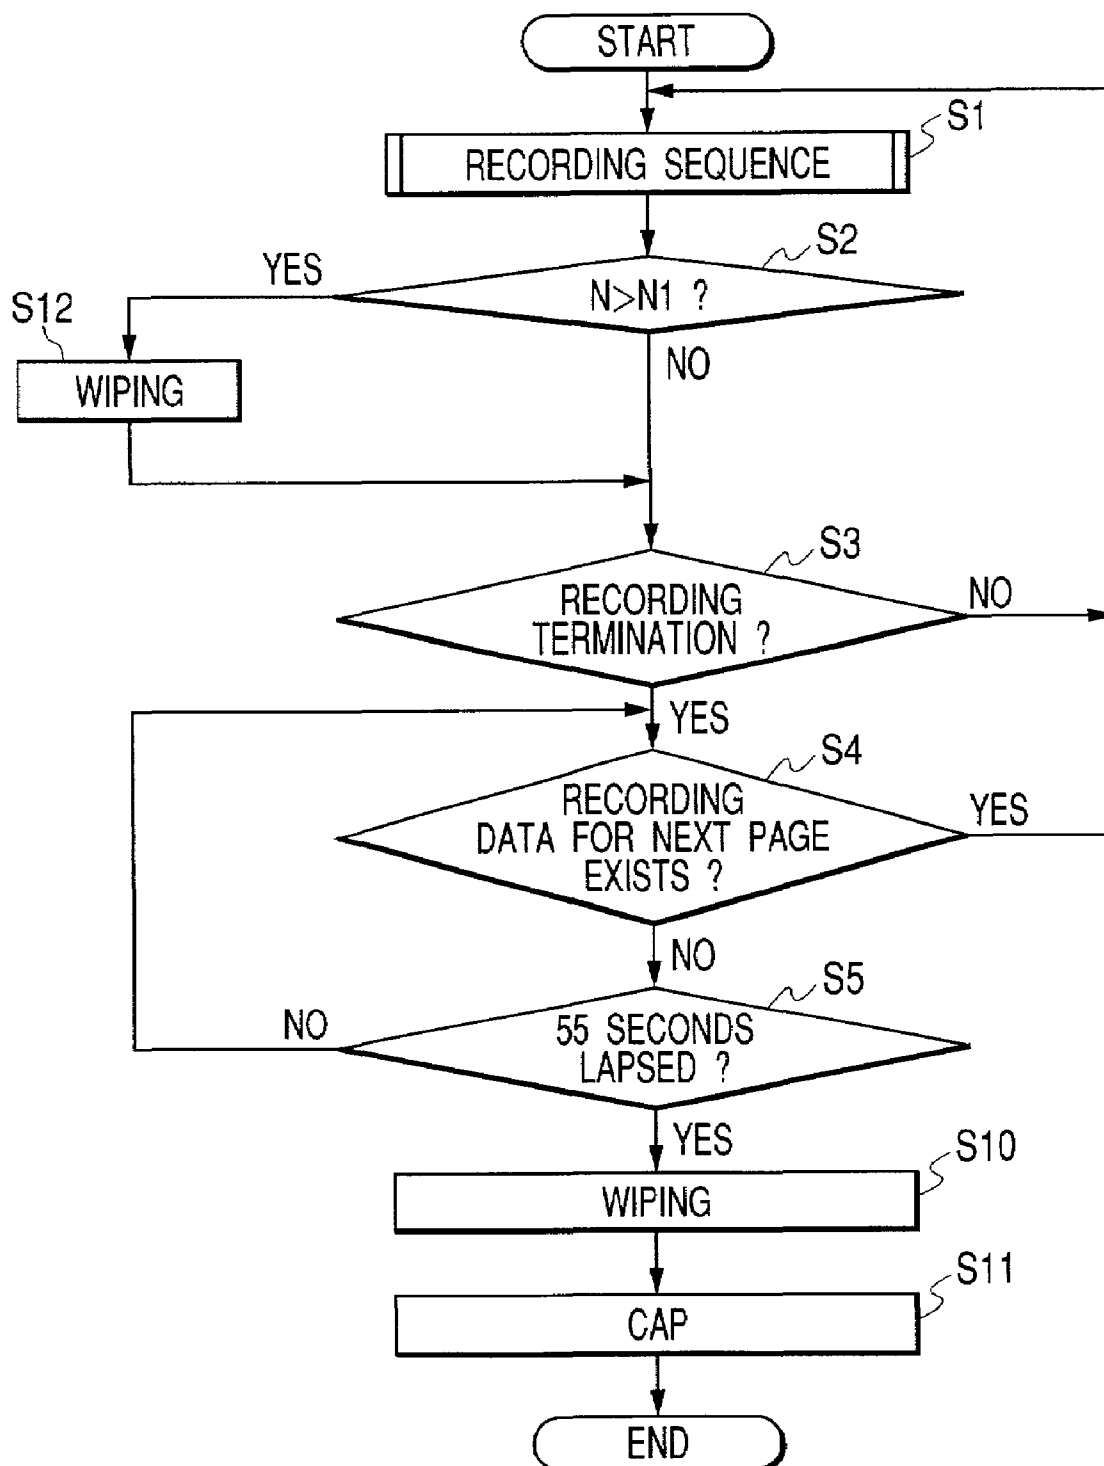 START
S1
RECORDING SEQUENCE
S2
YES
N>N1 ?
S12
WIPING
NO
S3
RECORDING
TERMINATION ?
NO
YES
S4
RECORDING
DATA FOR NEXT PAGE
EXISTS ?
YES
NO
S5
NO
55 SECONDS
LAPSED ?
YES
S10
WIPING
S11
CAP
END